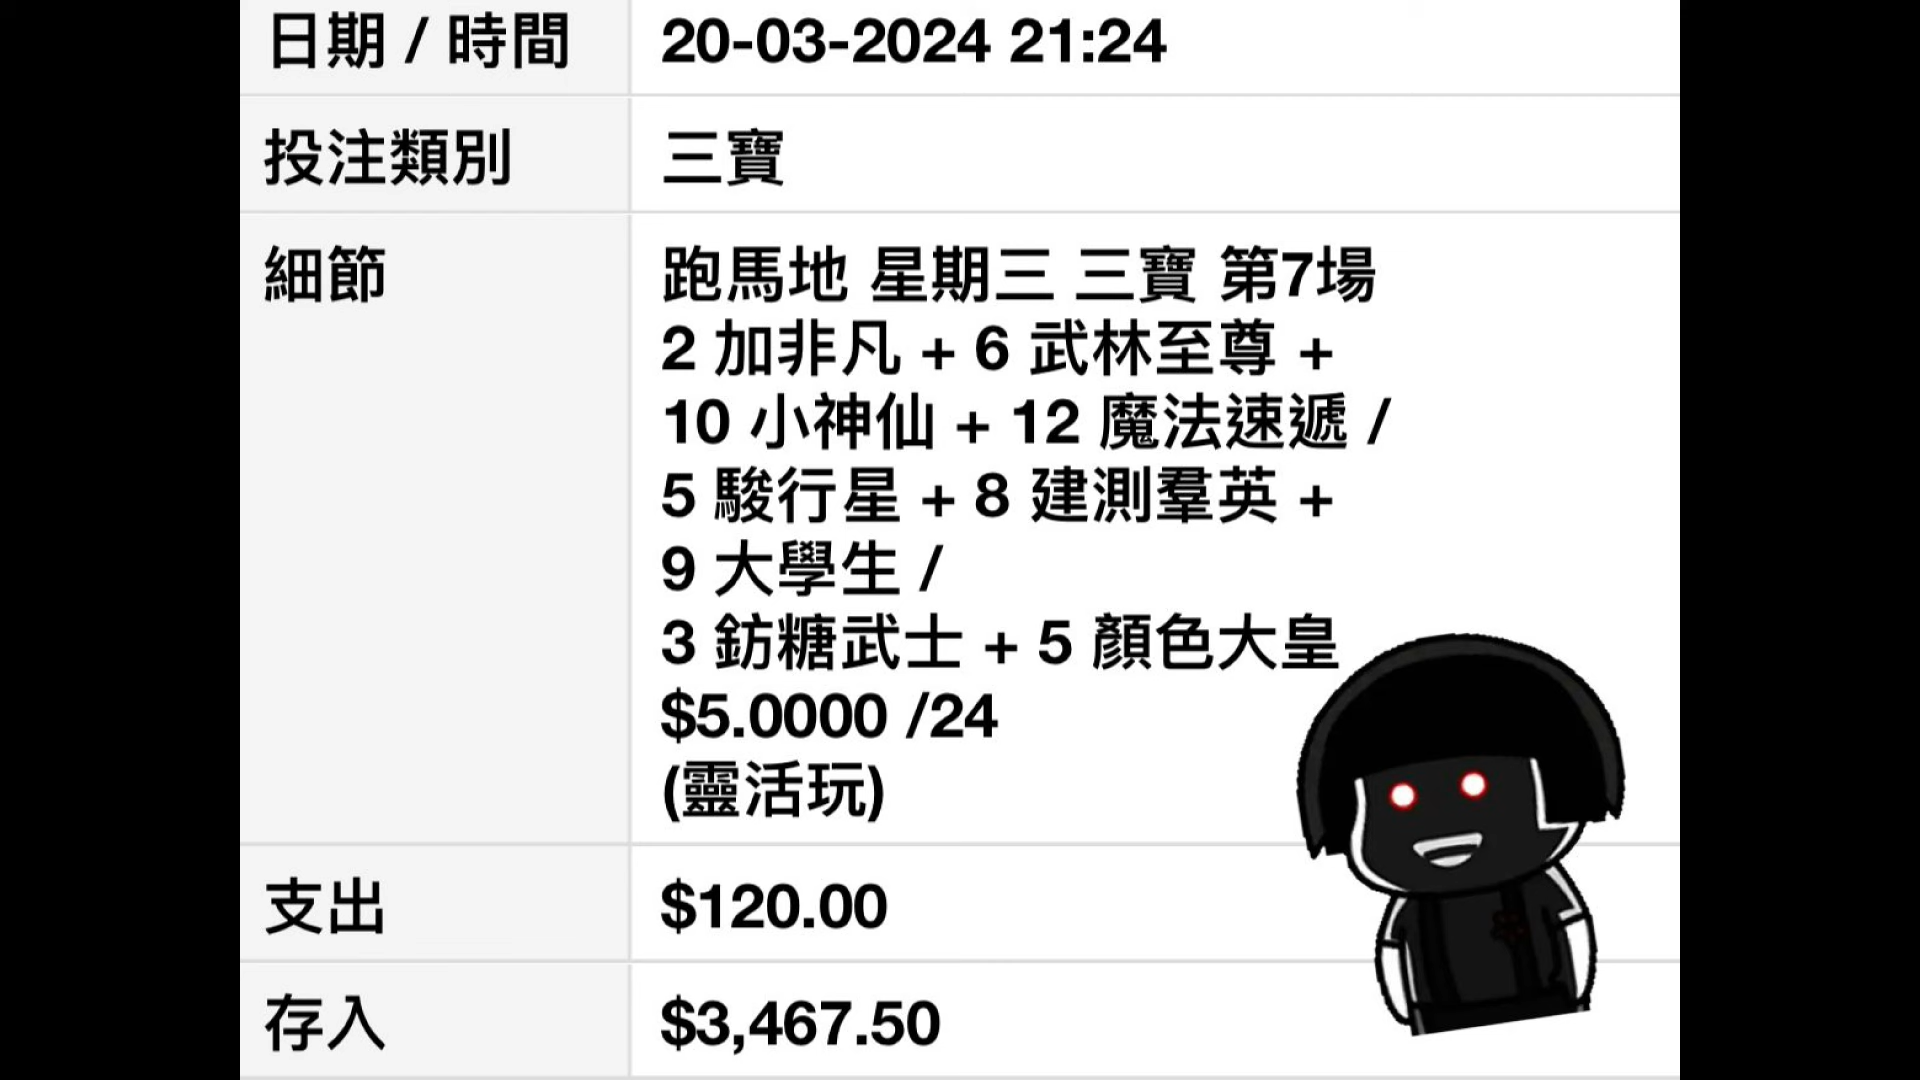 日期 / 時間 20-03-2024 21:24
投注類別 三寶
細節 跑馬地 星期三 三寶 第7場
2 加非凡 + 6 武林至尊 +
10 小神仙 + 12 魔法速遞 /
5 駿行星 + 8 建測羣英 +
9 大學生 /
3 魴糖武士 + 5 顏色大皇
$5.0000 /24
(靈活玩)
支出 $120.00
存入 $3,467.50